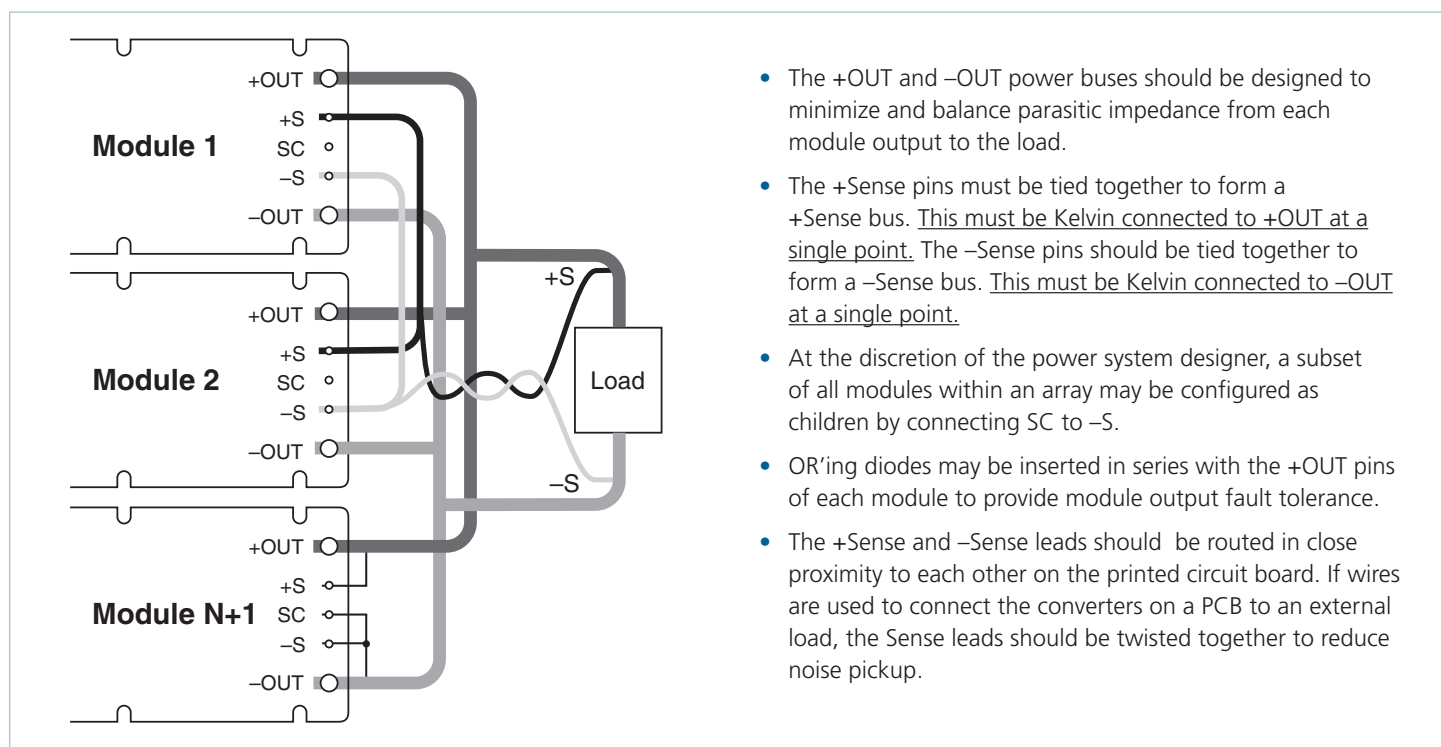 +OUT
+S
Module 1
SC
–S
–OUT
+OUT
+S
Module 2
SC
–S
–OUT
+OUT
+S
Module N+1
SC
–S
–OUT
+S
Load
–S
• The +OUT and –OUT power buses should be designed to
minimize and balance parasitic impedance from each
module output to the load.
• The +Sense pins must be tied together to form a
+Sense bus. This must be Kelvin connected to +OUT at a
single point. The –Sense pins should be tied together to
form a –Sense bus. This must be Kelvin connected to –OUT
at a single point.
• At the discretion of the power system designer, a subset
of all modules within an array may be configured as
children by connecting SC to –S.
• OR’ing diodes may be inserted in series with the +OUT pins
of each module to provide module output fault tolerance.
• The +Sense and –Sense leads should be routed in close
proximity to each other on the printed circuit board. If wires
are used to connect the converters on a PCB to an external
load, the Sense leads should be twisted together to reduce
noise pickup.